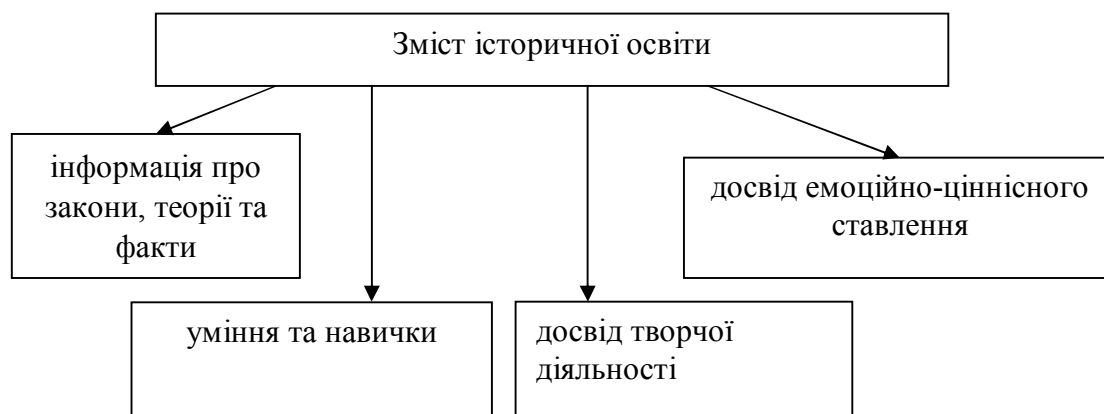 Зміст історичної освіти
інформація про
закони, теорії та
факти
досвід емоційно-ціннісного
ставлення
уміння та навички
досвід творчої
діяльності